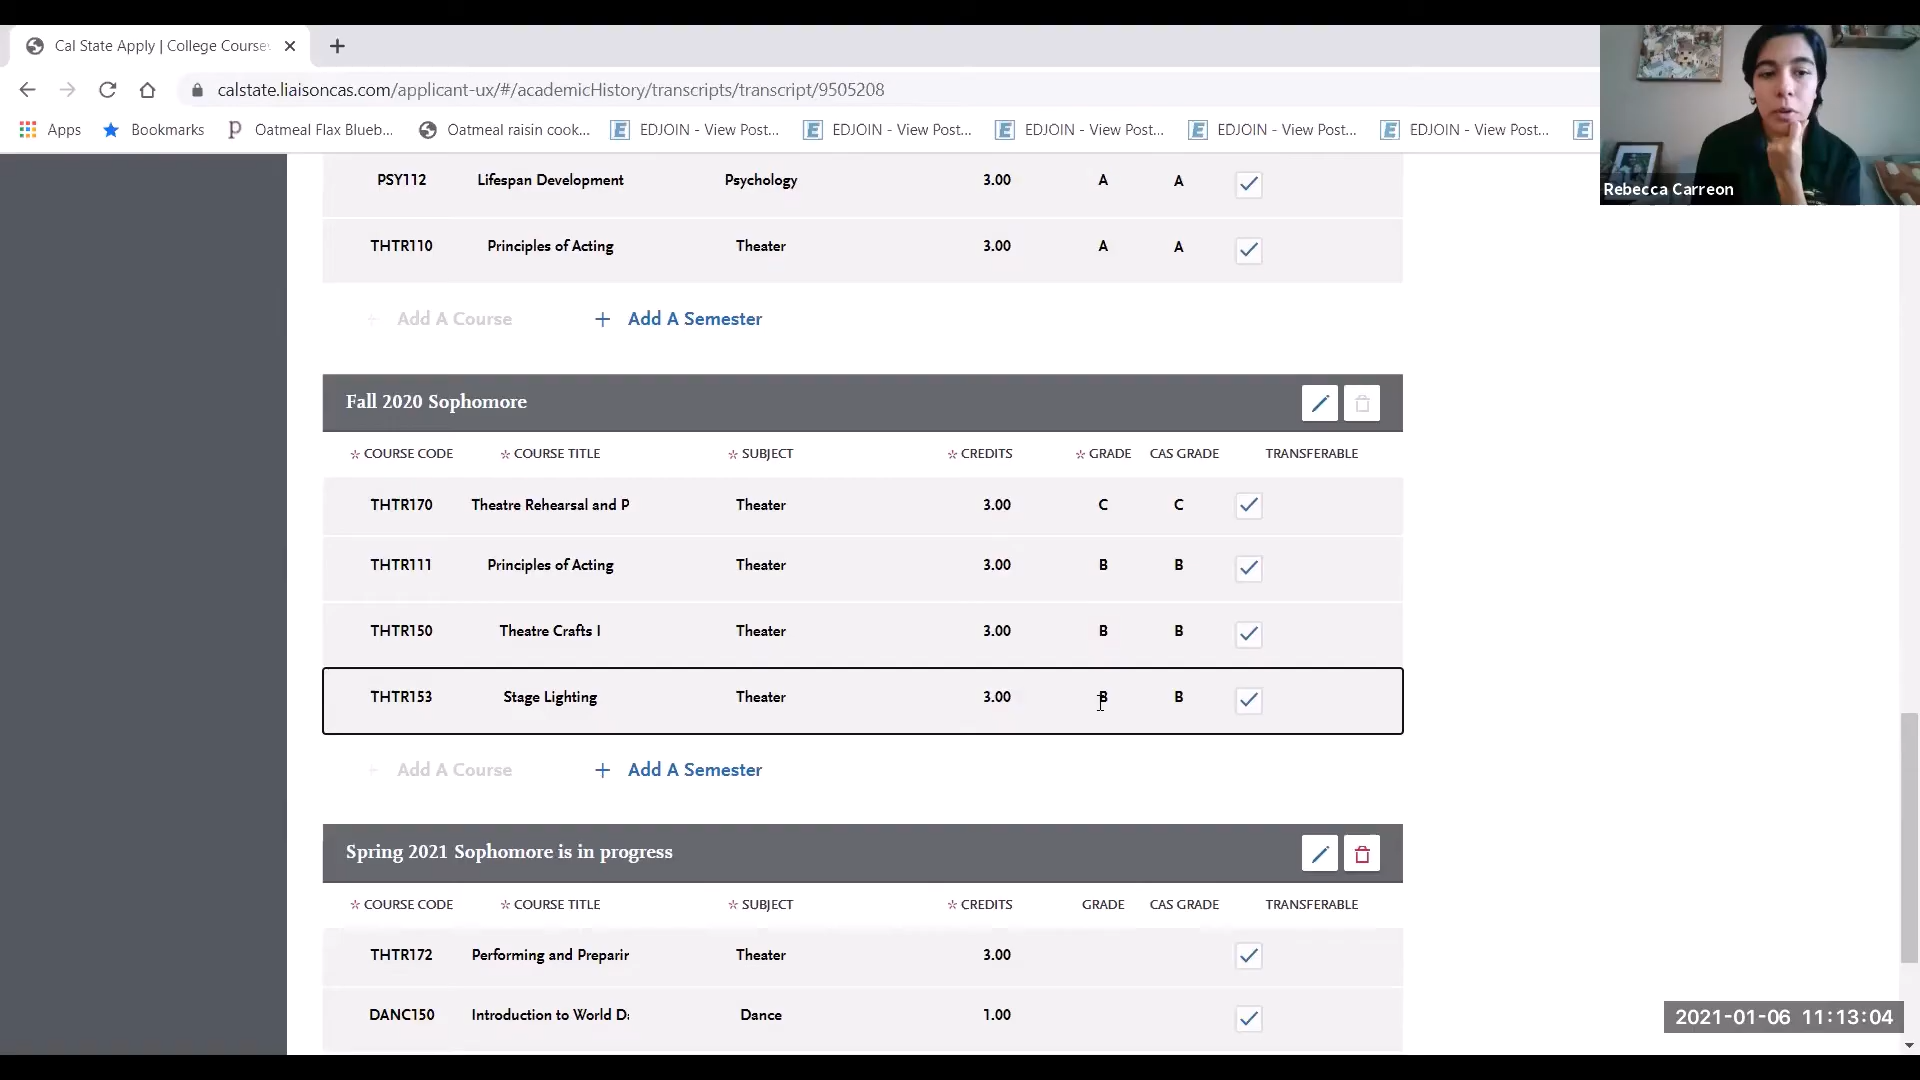 Cal State Apply | College Course
calstate.liaisoncas.com/applicant-ux/#/academicHistory/transcripts/transcript/9505208
Apps Bookmarks Oatmeal Flax Blueb... Oatmeal raisin cook... EDJOIN - View Post... EDJOIN - View Post... EDJOIN - View Post... EDJOIN - View Post... EDJOIN - View Post...
Rebecca Carreon
PSY112 Lifespan Development Psychology 3.00 A A
THTR110 Principles of Acting Theater 3.00 A A
+ Add A Course + Add A Semester
Fall 2020 Sophomore
* COURSE CODE * COURSE TITLE * SUBJECT * CREDITS * GRADE CAS GRADE TRANSFERABLE
THTR170 Theatre Rehearsal and P Theater 3.00 C C
THTR111 Principles of Acting Theater 3.00 B B
THTR150 Theatre Crafts I Theater 3.00 B B
THTR153 Stage Lighting Theater 3.00 B B
+ Add A Course + Add A Semester
Spring 2021 Sophomore is in progress
* COURSE CODE * COURSE TITLE * SUBJECT * CREDITS GRADE CAS GRADE TRANSFERABLE
THTR172 Performing and Preparin Theater 3.00
DANC150 Introduction to World Da Dance 1.00
2021-01-06 11:13:04